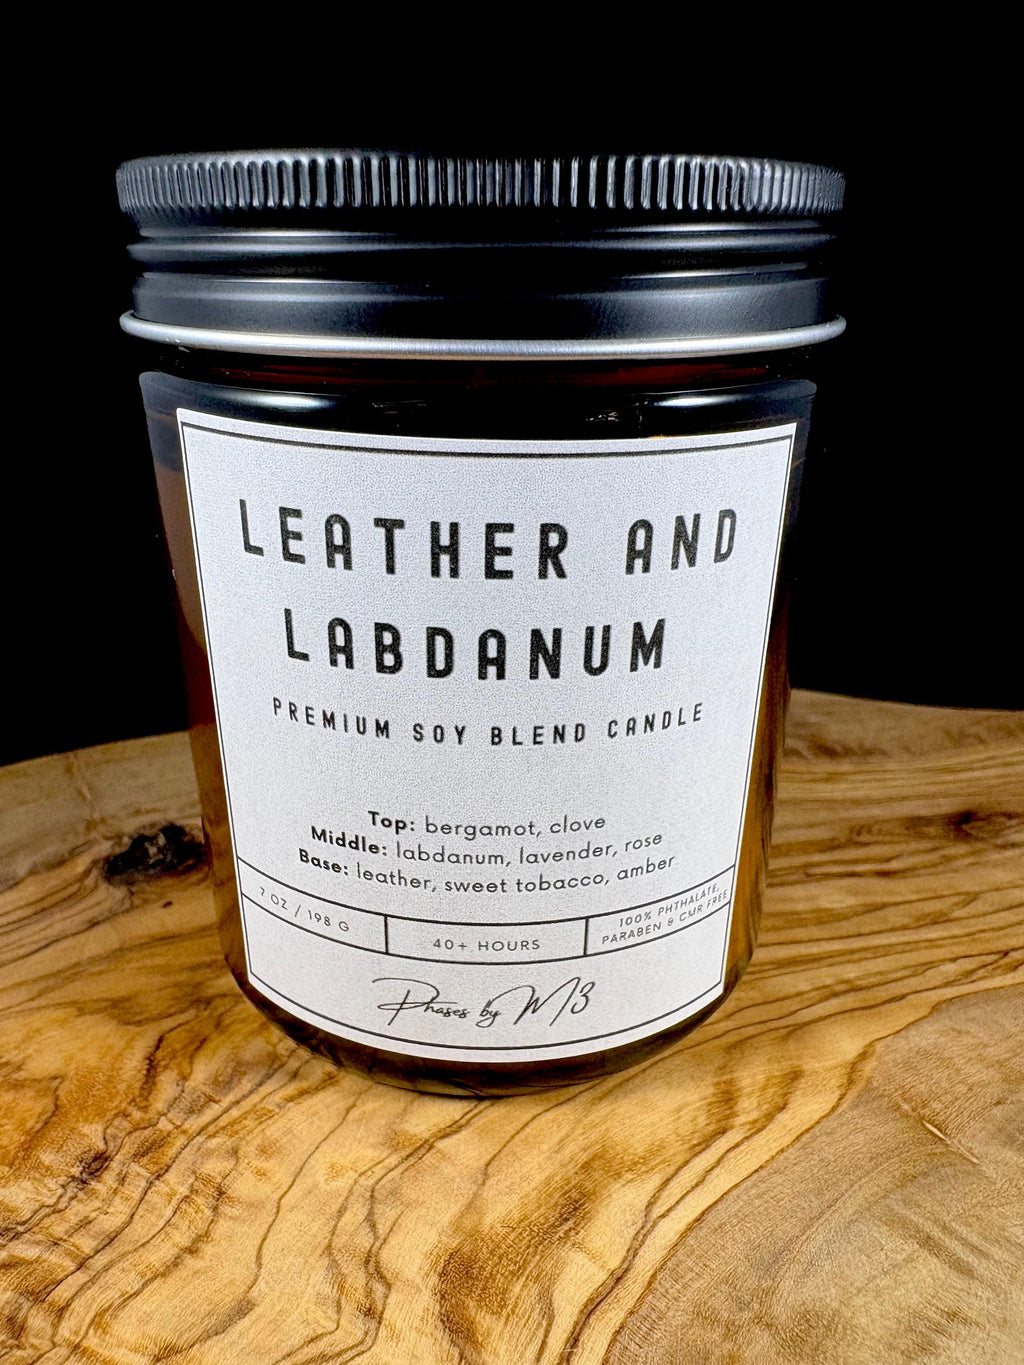 LEATHER AND
LABDANUM
PREMIUM SOY BLEND CANDLE
Top: bergamot, clove
Middle: labdanum, lavender, rose
Base: leather, sweet tobacco, amber
7 OZ / 198 G
40+ HOURS
100% PHTHALATE,
PARABEN & CMR FREE
Phases by M3